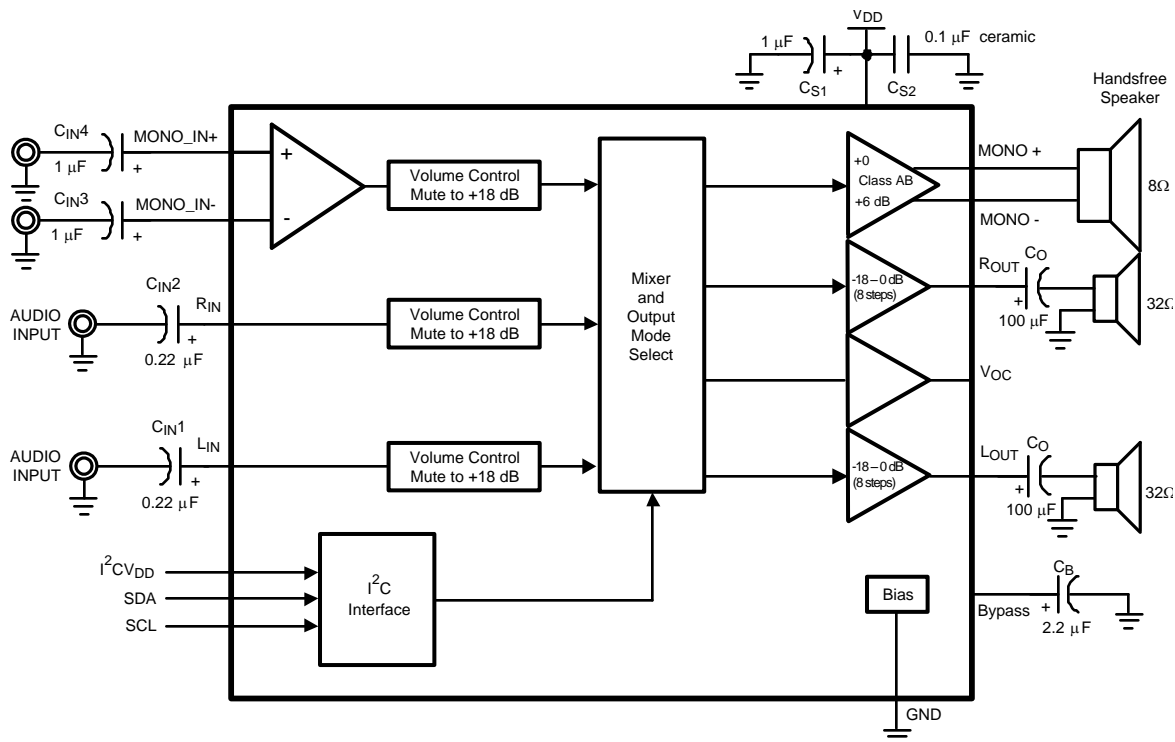 VDD
1 µF
+
CS1
CS2
0.1 µF ceramic
Handsfree
Speaker
CIN4
MONO_IN+
1 µF
+
CIN3
MONO_IN-
1 µF
+
+
-
Volume Control
Mute to +18 dB
+0
Class AB
+6 dB
MONO +
MONO -
8Ω
AUDIO
INPUT
CIN2
RIN
+
0.22 µF
Volume Control
Mute to +18 dB
Mixer
and
Output
Mode
Select
-18–0 dB
(8 steps)
ROUT
CO
+
100 µF
32Ω
VOC
AUDIO
INPUT
CIN1
LIN
+
0.22 µF
Volume Control
Mute to +18 dB
-18–0 dB
(8 steps)
LOUT
CO
+
100 µF
32Ω
I²CVDD
SDA
SCL
I²C
Interface
Bias
Bypass
CB
+
2.2 µF
GND